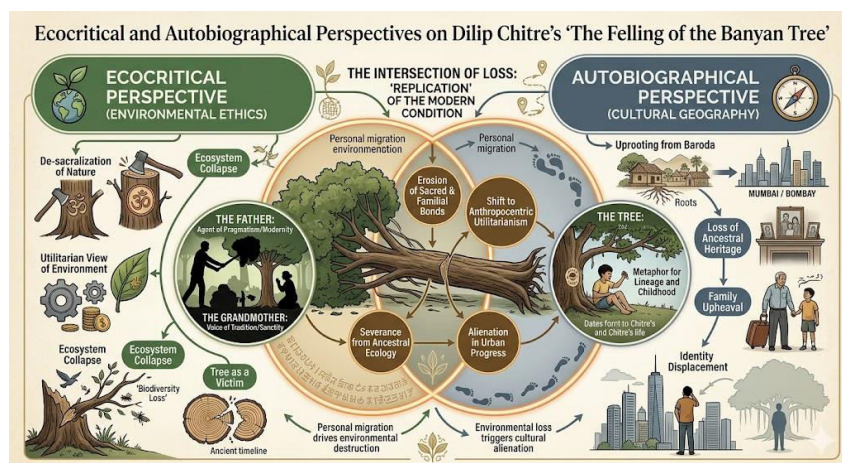 Ecocritical and Autobiographical Perspectives on Dilip Chitre's 'The Felling of the Banyan Tree'
ECOCRITICAL
PERSPECTIVE
(ENVIRONMENTAL ETHICS)
THE INTERSECTION OF LOSS:
'REPLICATION'
OF THE MODERN
CONDITION
AUTOBIOGRAPHICAL
PERSPECTIVE
(CULTURAL GEOGRAPHY)
De-sacralization
of Nature
ॐ
ॐ
Ecosystem
Collapse
Utilitarian View
of Environment
THE FATHER:
Agent of Pragmatism/Modernity
THE GRANDMOTHER:
Voice of Tradition/Sanctity
Ecosystem
Collapse
Ecosystem
Collapse
'Biodiversity
Loss'
Tree as a
Victim
Ancient timeline
Personal migration
environmenotion
Personal
migration
Erosion
of Sacred &
Familial
Bonds
Shift to
Anthropocentric
Utilitarianism
Severance
from Ancestral
Ecology
Alienation
in Urban
Progress
Personal migration
drives environmental
destruction
Environmental loss
triggers cultural
alienation
THE TREE:
Metaphor for
Lineage and
Childhood
Dates fornt to Chitre's
and Chitre's life
Uprooting from Baroda
Roots
MUMBAI / BOMBAY
Loss of
Ancestral
Heritage
Family
Upheaval
Identity
Displacement